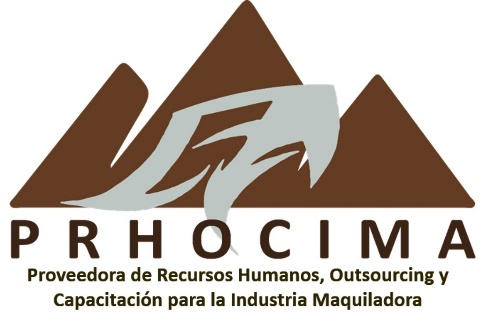 PRHOCIMA
Proveedora de Recursos Humanos, Outsourcing y
Capacitación para la Industria Maquiladora